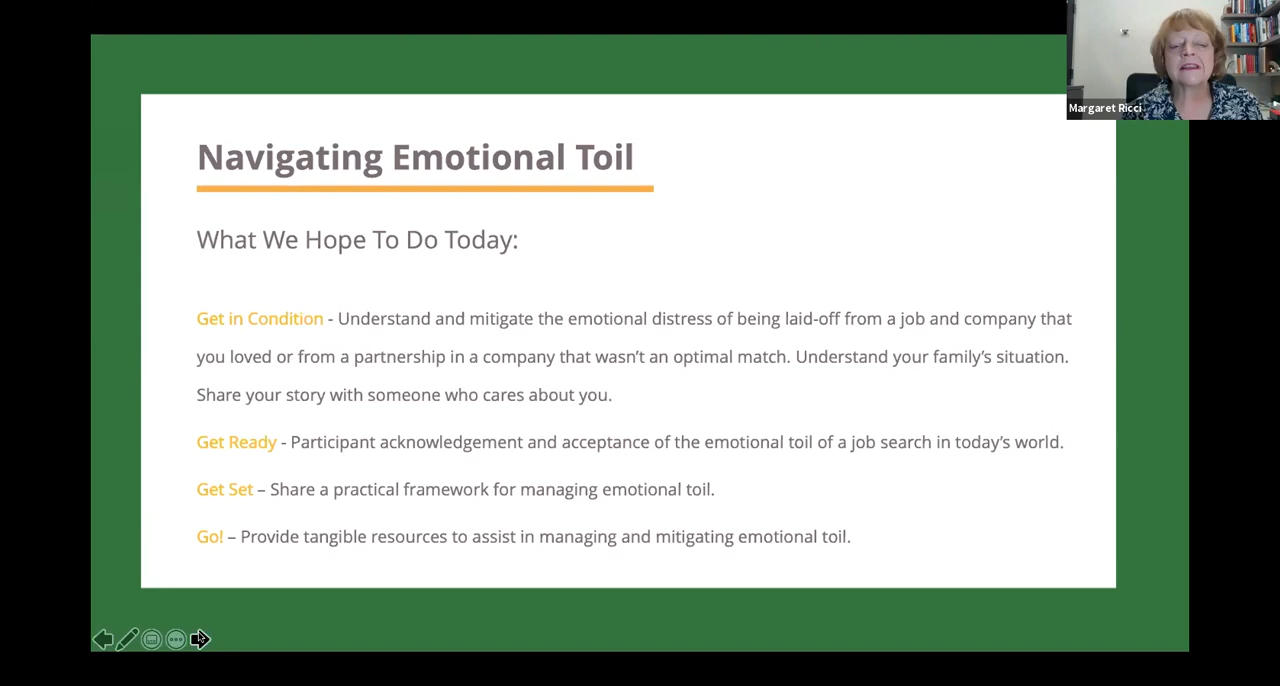 Margaret Ricci
Navigating Emotional Toil
What We Hope To Do Today:
Get in Condition - Understand and mitigate the emotional distress of being laid-off from a job and company that
you loved or from a partnership in a company that wasn’t an optimal match. Understand your family’s situation.
Share your story with someone who cares about you.
Get Ready - Participant acknowledgement and acceptance of the emotional toil of a job search in today’s world.
Get Set – Share a practical framework for managing emotional toil.
Go! – Provide tangible resources to assist in managing and mitigating emotional toil.